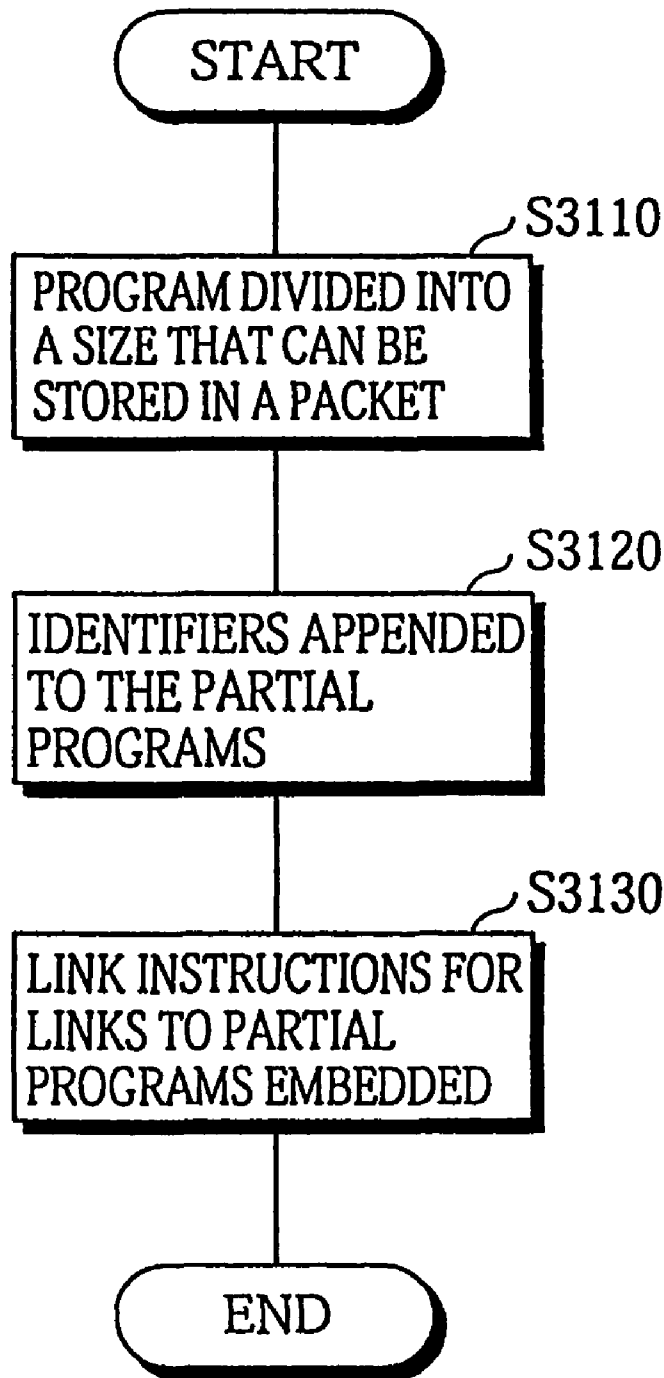 START
S3110
PROGRAM DIVIDED INTO
A SIZE THAT CAN BE
STORED IN A PACKET
S3120
IDENTIFIERS APPENDED
TO THE PARTIAL
PROGRAMS
S3130
LINK INSTRUCTIONS FOR
LINKS TO PARTIAL
PROGRAMS EMBEDDED
END